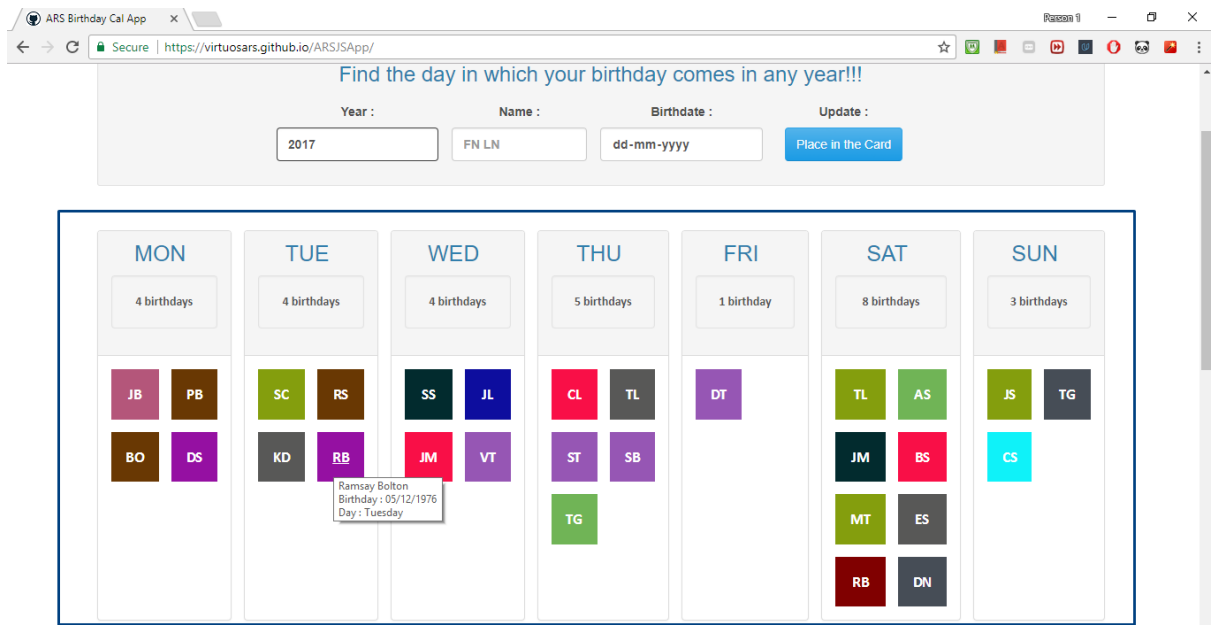 ARS Birthday Cal App
Person 1
Secure | https://virtuosars.github.io/ARSJSApp/
Find the day in which your birthday comes in any year!!!
Year : Name : Birthdate : Update :
2017 FN LN dd-mm-yyyy Place in the Card
MON TUE WED THU FRI SAT SUN
4 birthdays 4 birthdays 4 birthdays 5 birthdays 1 birthday 8 birthdays 3 birthdays
JB PB SC RS SS JL CL TL DT TL AS JS TG
BO DS KD RB JM VT ST SB JM BS CS
Ramsay Bolton
Birthday : 05/12/1976
Day : Tuesday
TG MT ES
RB DN